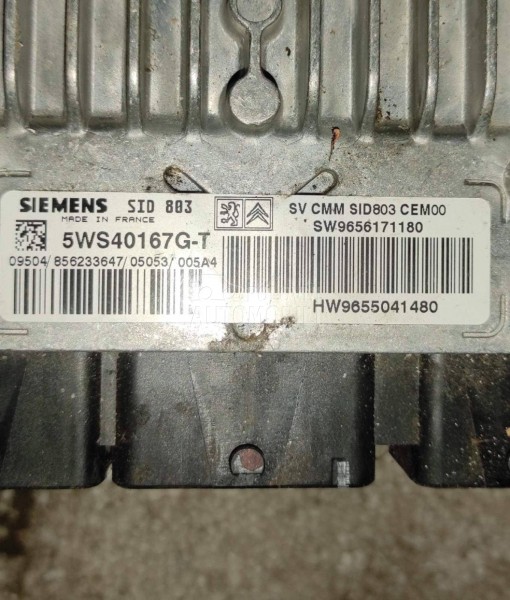 SIEMENS SID 803
MADE IN FRANCE
5WS40167G-T
09504/856233647/05053/005A4
SV CMM SID803 CEM00
SW9656171180
HW9655041480